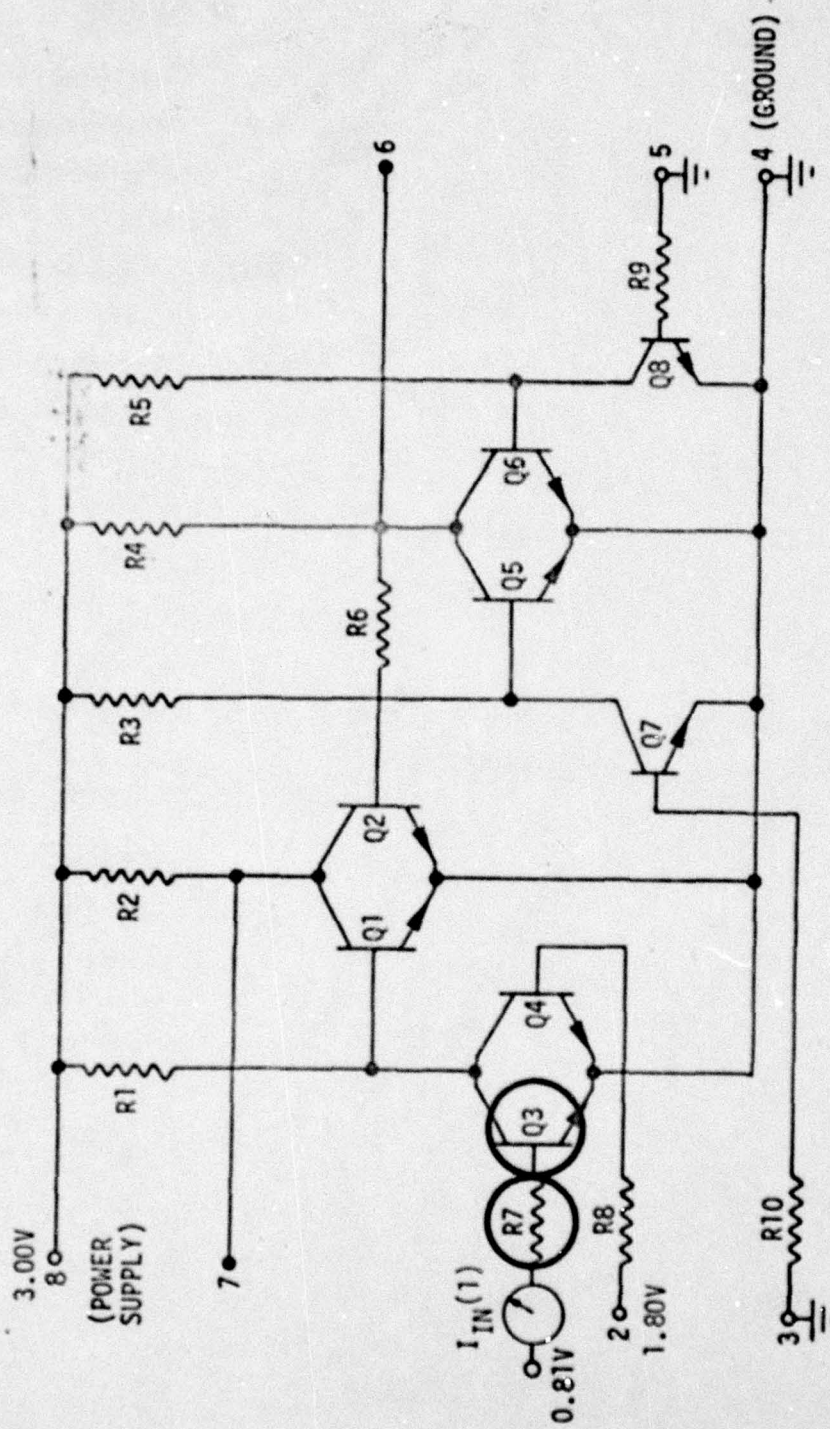 3.00V
8
(POWER
SUPPLY)
7
R1
R2
R3
R4
R5
R6
6
Q1
Q2
Q3
Q4
Q5
Q6
Q7
Q8
R7
R8
R9
R10
I IN (1)
0.81V
2
1.80V
3
5
4 (GROUND)